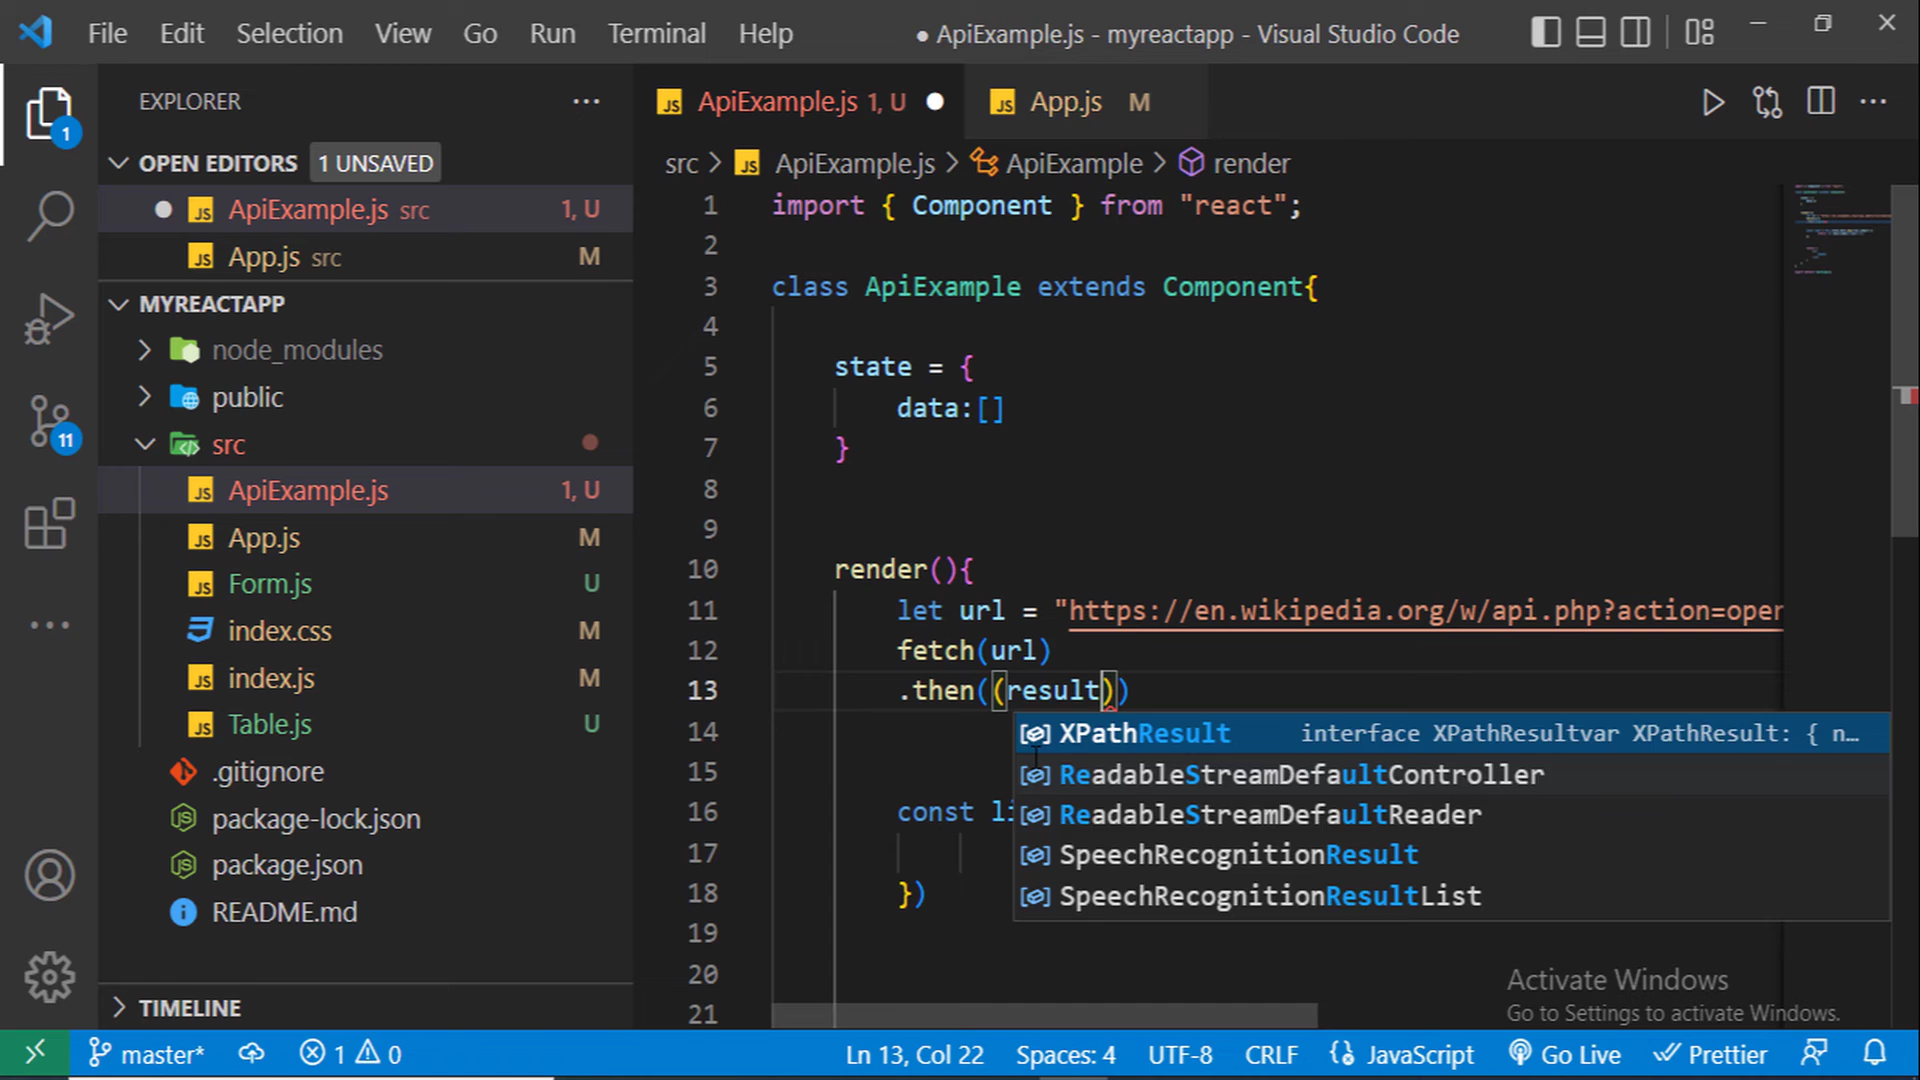 File Edit Selection View Go Run Terminal Help ● ApiExample.js - myreactapp - Visual Studio Code
EXPLORER
OPEN EDITORS 1 UNSAVED
ApiExample.js src 1, U
App.js src M
MYREACTAPP
node_modules
public
src
ApiExample.js 1, U
App.js M
Form.js U
index.css M
index.js M
Table.js U
.gitignore
package-lock.json
package.json
README.md
TIMELINE
1
11
ApiExample.js 1, U
App.js M
src > ApiExample.js > ApiExample > render
1 import { Component } from "react";
2
3 class ApiExample extends Component{
4
5 state = {
6 data:[]
7 }
8
9
10 render(){
11 let url = "https://en.wikipedia.org/w/api.php?action=oper
12 fetch(url)
13 .then((result))
14
15
16 const li
17
18 })
19
20
21
XPathResult interface XPathResultvar XPathResult: { n…
ReadableStreamDefaultController
ReadableStreamDefaultReader
SpeechRecognitionResult
SpeechRecognitionResultList
Activate Windows
Go to Settings to activate Windows.
master* 1 0 Ln 13, Col 22 Spaces: 4 UTF-8 CRLF JavaScript Go Live Prettier